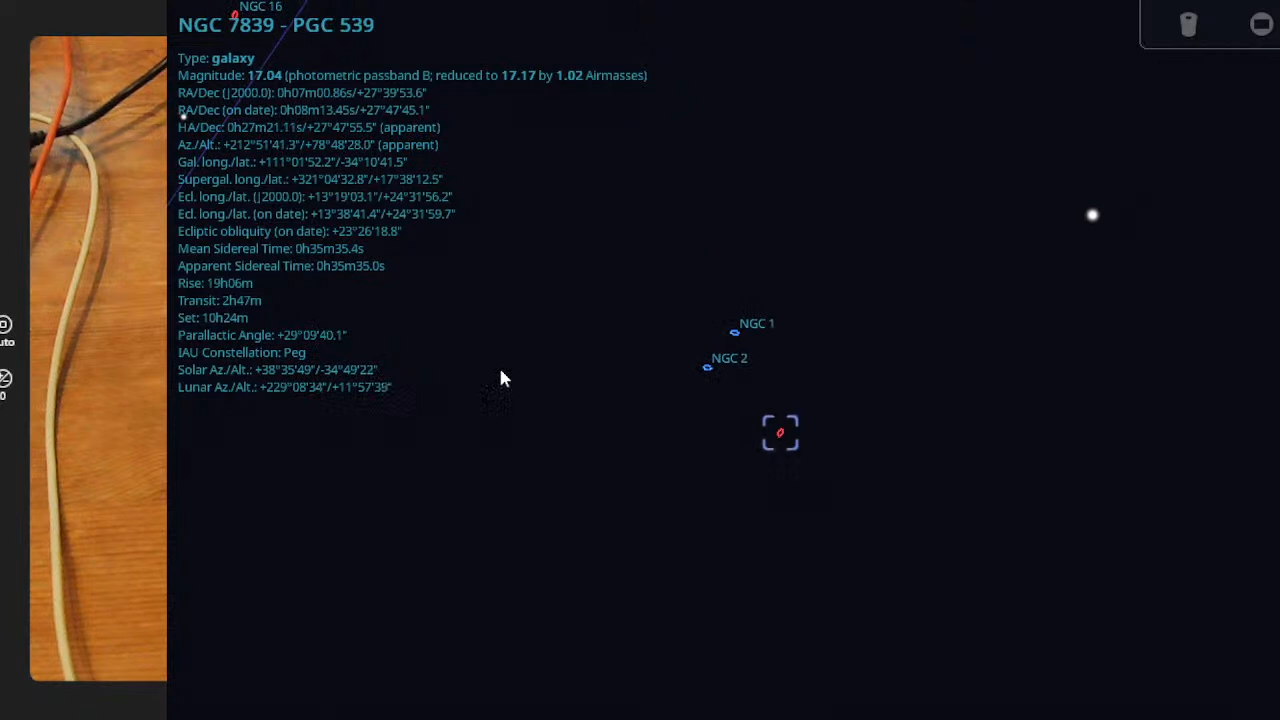 NGC 16
NGC 7839 - PGC 539
Type: galaxy
Magnitude: 17.04 (photometric passband B; reduced to 17.17 by 1.02 Airmasses)
RA/Dec (J2000.0): 0h07m00.86s/+27°39'53.6"
RA/Dec (on date): 0h08m13.45s/+27°47'45.1"
HA/Dec: 0h27m21.11s/+27°47'55.5" (apparent)
Az./Alt.: +212°51'41.3"/+78°48'28.0" (apparent)
Gal. long./lat.: +111°01'52.2"/-34°10'41.5"
Supergal. long./lat.: +321°04'32.8"/+17°38'12.5"
Ecl. long./lat. (J2000.0): +13°19'03.1"/+24°31'56.2"
Ecl. long./lat. (on date): +13°38'41.4"/+24°31'59.7"
Ecliptic obliquity (on date): +23°26'18.8"
Mean Sidereal Time: 0h35m35.4s
Apparent Sidereal Time: 0h35m35.0s
Rise: 19h06m
Transit: 2h47m
Set: 10h24m
Parallactic Angle: +29°09'40.1"
IAU Constellation: Peg
Solar Az./Alt.: +38°35'49"/-34°49'22"
Lunar Az./Alt.: +229°08'34"/+11°57'39"
NGC 1
NGC 2
0